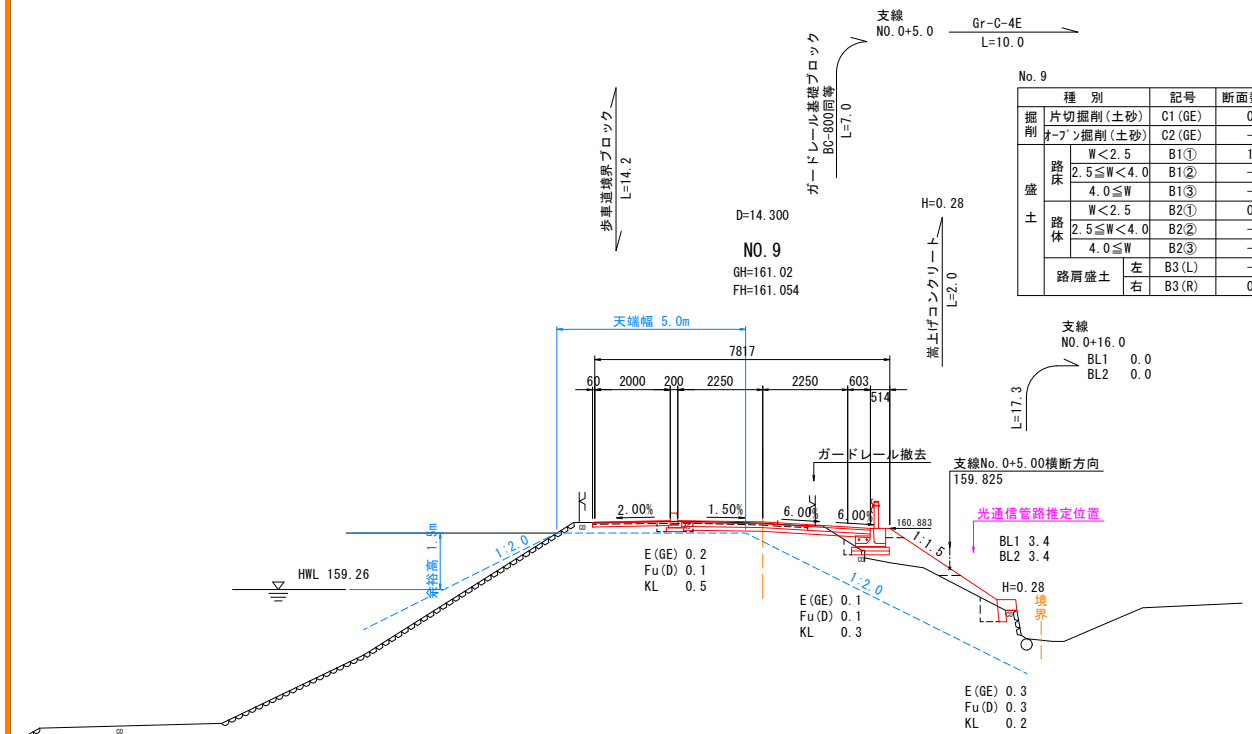 支線
NO.0+5.0
Gr-C-4E
L=10.0
ガードレール基礎ブロック
BC-800同等
L=7.0
歩車道境界ブロック
L=14.2
No.9
種 別 記号
掘削 片切掘削(土砂) C1(GE) 0
オープン掘削(土砂) C2(GE) -
盛土 路床 W<2.5 B1① 1
2.5≦W<4.0 B1② -
4.0≦W B1③ -
路体 W<2.5 B2① 0
2.5≦W<4.0 B2② -
4.0≦W B2③ -
路肩盛土 左 B3(L) -
右 B3(R) 0
D=14.300
NO.9
GH=161.02
FH=161.054
H=0.28
嵩上げコンクリート
L=2.0
支線
NO.0+16.0
BL1 0.0
BL2 0.0
L=17.3
天端幅 5.0m
7817
60 2000 200 2250 2250 603
514
ガードレール撤去
支線No.0+5.00横断方向
159.825
2.00% 1.50% 6.00% 6.00%
160.883
1:1.5
光通信管路推定位置
BL1 3.4
BL2 3.4
H=0.28
境界
余裕高 1.5m
1:2.0
HWL 159.26
E(GE) 0.2
Fu(D) 0.1
KL 0.5
1:2.0
E(GE) 0.1
Fu(D) 0.1
KL 0.3
E(GE) 0.3
Fu(D) 0.3
KL 0.2